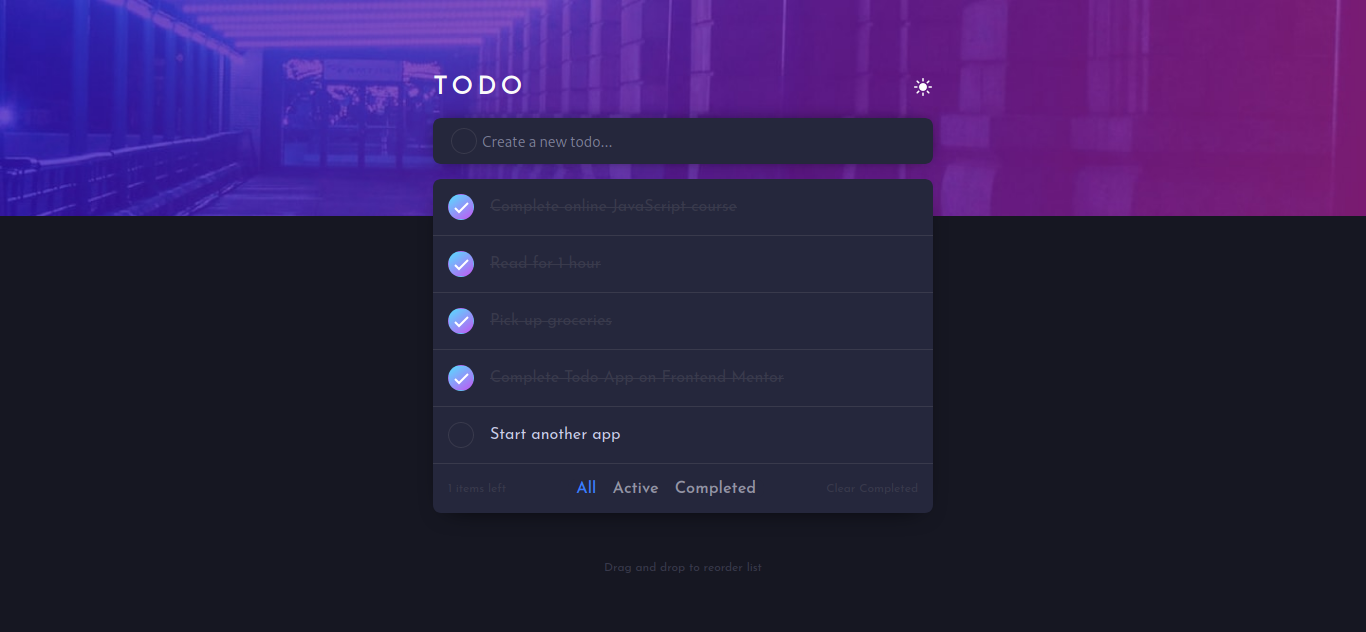 TODO
Create a new todo...
Complete online JavaScript course
Read for 1 hour
Pick up groceries
Complete Todo App on Frontend Mentor
Start another app
1 items left All Active Completed Clear Completed
Drag and drop to reorder list